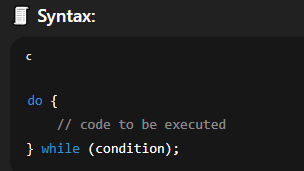 Syntax:
c
do {
    // code to be executed
} while (condition);